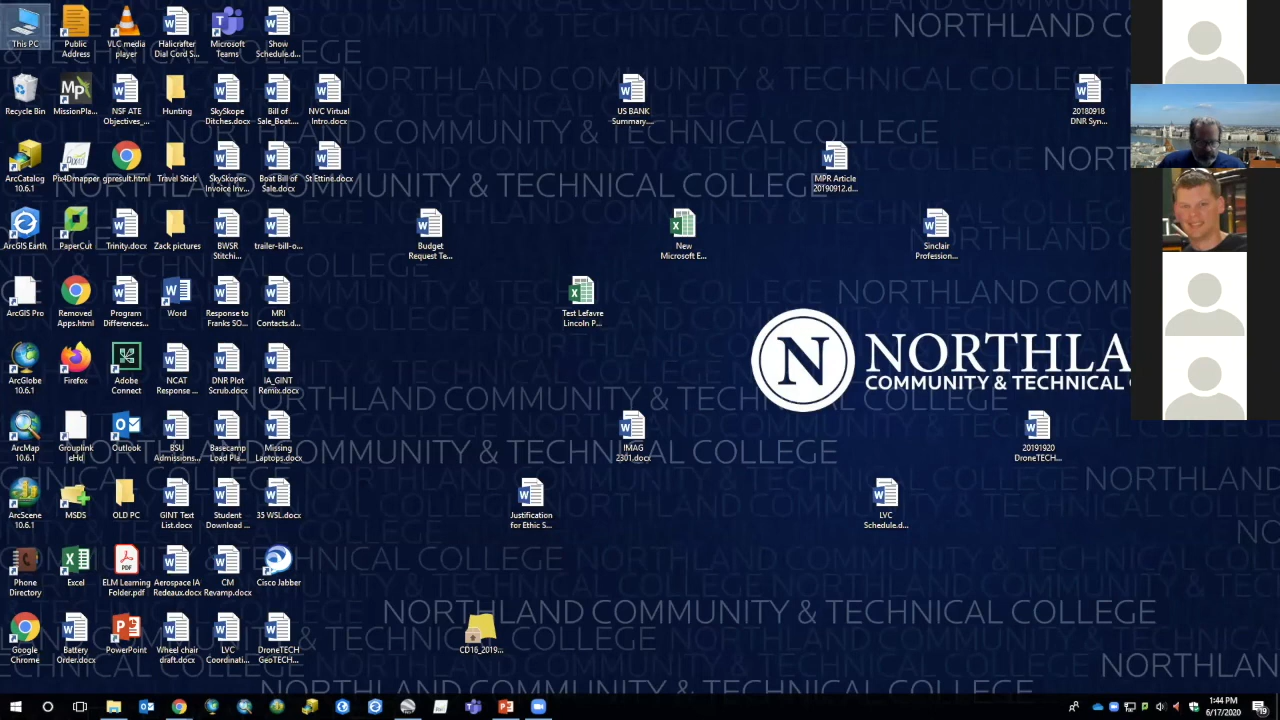 This PC
Public
Address
VLC media
player
Halicrafter
Dial Cord S...
Microsoft
Teams
Show
Schedule.d...
Recycle Bin
MissionPla...
NSF ATE
Objectives_...
Hunting
SkySkope
Ditches.docx
Bill of
Sale_Boat....
NVC Virtual
Intro.docx
US BANK
Summary....
20180918
DNR Syn...
ArcCatalog
10.6.1
Pix4Dmapper
gpresult.html
Travel Stick
SkySkopes
Invoice Inv...
Boat Bill of
Sale.docx
St Ettine.docx
MPR Article
20190912.d...
ArcGIS Earth
PaperCut
Trinity.docx
Zack pictures
BWSR
Stitchi...
trailer-bill-o...
Budget
Request Te...
New
Microsoft E...
Sinclair
Profession...
ArcGIS Pro
Removed
Apps.html
Program
Differences...
Word
Response to
Franks SO...
MRI
Contacts.d...
Test Lefavre
Lincoln P...
N
NORTHLA
COMMUNITY & TECHNICAL
ArcGlobe
10.6.1
Firefox
Adobe
Connect
NCAT
Response ...
DNR Plot
Scrub.docx
IA_GINT
Remix.docx
ArcMap
10.6.1
Grouplink
eHd
Outlook
BSU
Admissions...
Basecamp
Load Pla...
Missing
Laptops.docx
IMAG
2301.docx
20191920
DroneTECH...
ArcScene
10.6.1
MSDS
OLD PC
GINT Text
List.docx
Student
Download ...
35 WSL.docx
Justification
for Ethic S...
LVC
Schedule.d...
Phone
Directory
Excel
ELM Learning
Folder.pdf
Aerospace IA
Redeaux.docx
CM
Revamp.docx
Cisco Jabber
Google
Chrome
Battery
Order.docx
PowerPoint
Wheel chair
draft.docx
LVC
Coordinati...
DroneTECH
GeoTECH...
CD16_2019...
NORTHLAND COMMUNITY & TECHNICAL COLLEGE
1:44 PM
6/17/2020